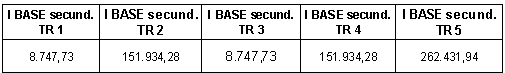 I BASE secund. I BASE secund. I BASE secund. I BASE secund. I BASE secund.
TR 1 TR 2 TR 3 TR 4 TR 5
8.747,73 151.934,28 8.747,73 151.934,28 262.431,94